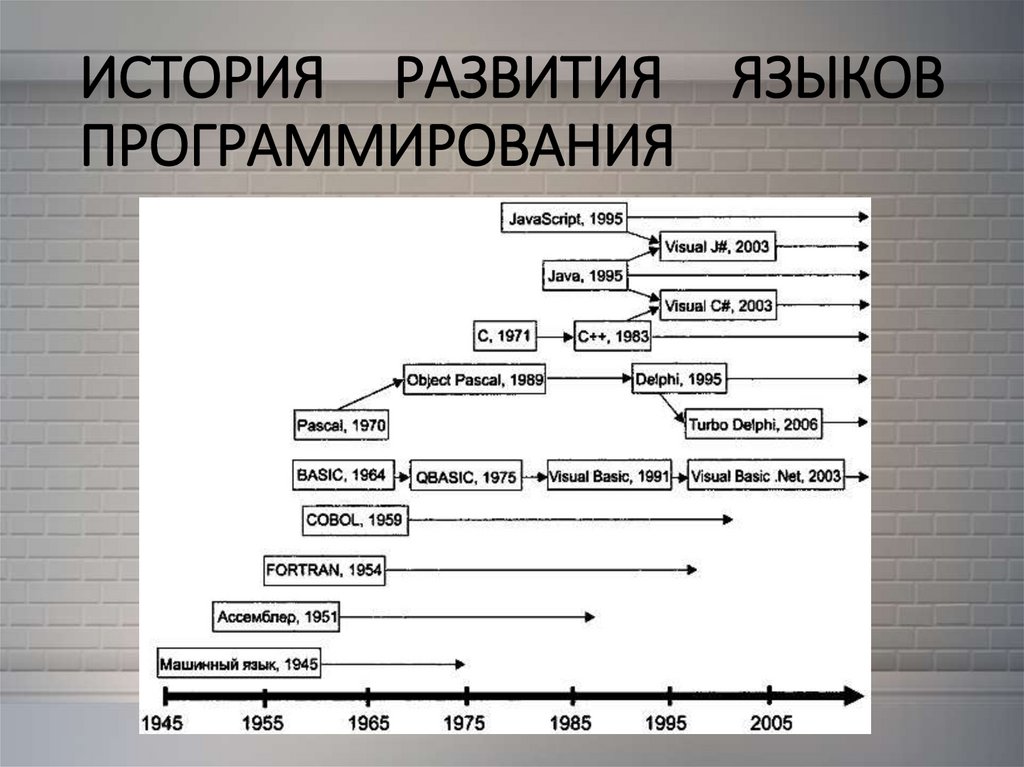 ИСТОРИЯ РАЗВИТИЯ ЯЗЫКОВ
ПРОГРАММИРОВАНИЯ
JavaScript, 1995
Visual J#, 2003
Java, 1995
Visual C#, 2003
C, 1971
C++, 1983
Object Pascal, 1989
Delphi, 1995
Pascal, 1970
Turbo Delphi, 2006
BASIC, 1964
QBASIC, 1975
Visual Basic, 1991
Visual Basic .Net, 2003
COBOL, 1959
FORTRAN, 1954
Ассемблер, 1951
Машинный язык, 1945
1945 1955 1965 1975 1985 1995 2005